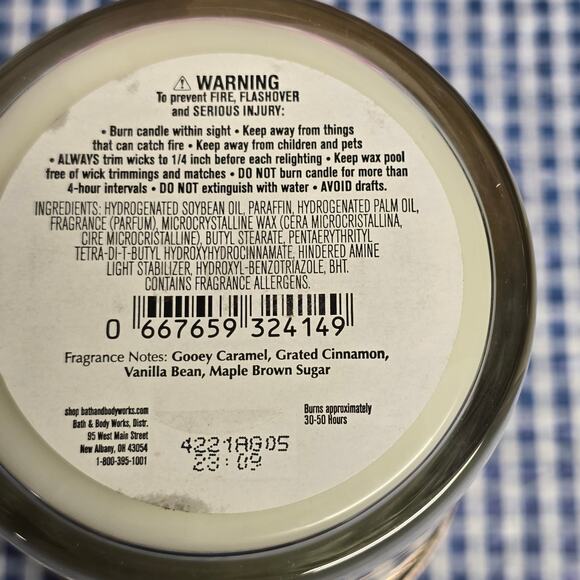 ⚠ WARNING
To prevent FIRE, FLASHOVER
and SERIOUS INJURY:
• Burn candle within sight • Keep away from things
that can catch fire • Keep away from children and pets
• ALWAYS trim wicks to 1/4 inch before each relighting • Keep wax pool
free of wick trimmings and matches • DO NOT burn candle for more than
4-hour intervals • DO NOT extinguish with water • AVOID drafts.
INGREDIENTS: HYDROGENATED SOYBEAN OIL, PARAFFIN, HYDROGENATED PALM OIL,
FRAGRANCE (PARFUM), MICROCRYSTALLINE WAX (CERA MICROCRISTALLINA,
CIRE MICROCRISTALLINE), BUTYL STEARATE, PENTAERYTHRITYL
TETRA-DI-T-BUTYL HYDROXYHYDROCINNAMATE, HINDERED AMINE
LIGHT STABILIZER, HYDROXYL-BENZOTRIAZOLE, BHT.
CONTAINS FRAGRANCE ALLERGENS.
0 667659 324149
Fragrance Notes: Gooey Caramel, Grated Cinnamon,
Vanilla Bean, Maple Brown Sugar
shop bathandbodyworks.com
Bath & Body Works, Distr.
95 West Main Street
New Albany, OH 43054
1-800-395-1001
Burns approximately
30-50 Hours
4221AG05
23:09